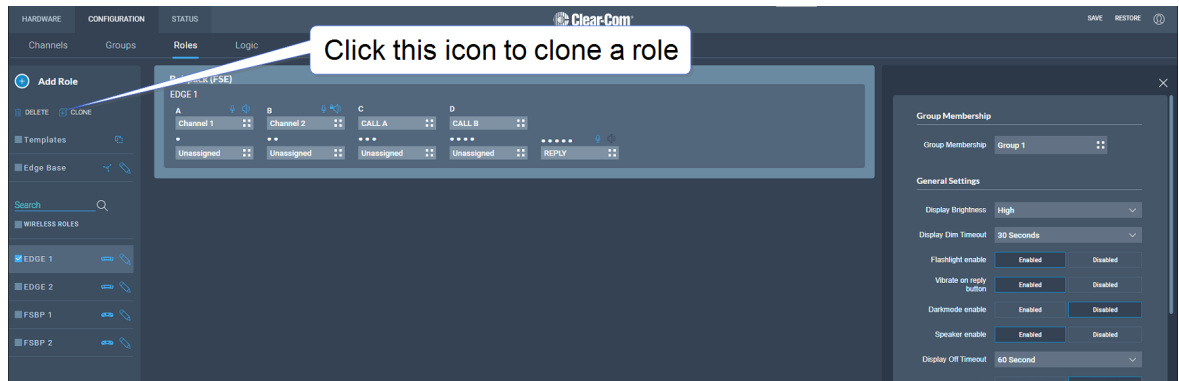 HARDWARE CONFIGURATION STATUS Clear-Com SAVE RESTORE
Channels Groups Roles Logic
Click this icon to clone a role
Add Role
DELETE CLONE
Templates
Edge Base
Search
WIRELESS ROLES
EDGE 1
EDGE 2
FSBP 1
FSBP 2
(FSE)
EDGE 1
A B C D
Channel 1 Channel 2 CALL A CALL B
Unassigned Unassigned Unassigned Unassigned REPLY
Group Membership
Group Membership Group 1
General Settings
Display Brightness High
Display Dim Timeout 30 Seconds
Flashlight enable Enabled Disabled
Vibrate on reply
button Enabled Disabled
Darkmode enable Enabled Disabled
Speaker enable Enabled Disabled
Display Off Timeout 60 Second